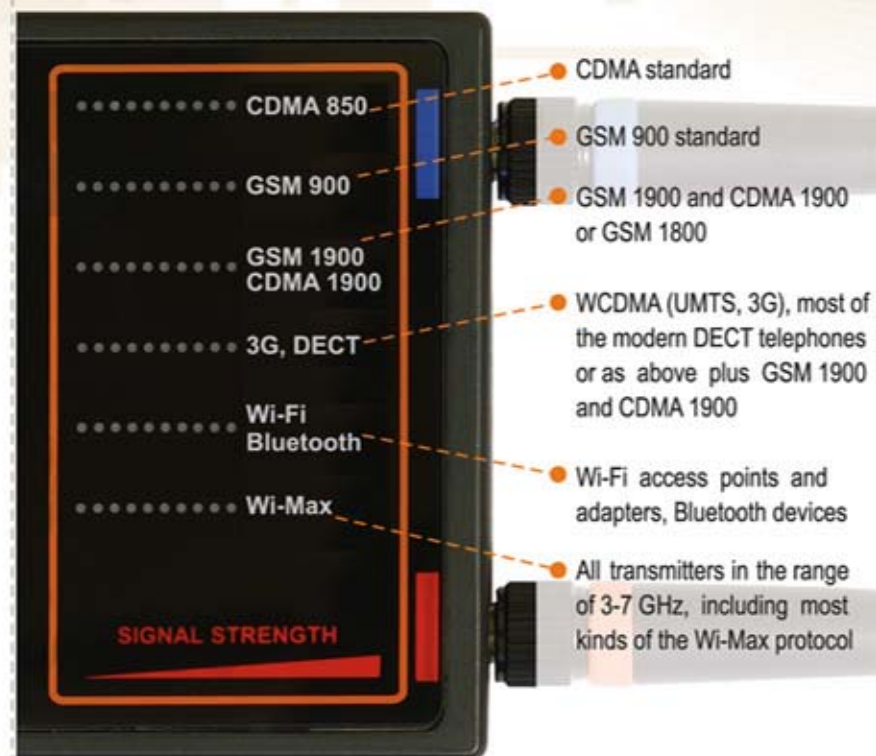 CDMA 850
GSM 900
GSM 1900
CDMA 1900
3G, DECT
Wi-Fi
Bluetooth
Wi-Max
SIGNAL STRENGTH
CDMA standard
GSM 900 standard
GSM 1900 and CDMA 1900
or GSM 1800
WCDMA (UMTS, 3G), most of
the modern DECT telephones
or as above plus GSM 1900
and CDMA 1900
Wi-Fi access points and
adapters, Bluetooth devices
All transmitters in the range
of 3-7 GHz, including most
kinds of the Wi-Max protocol